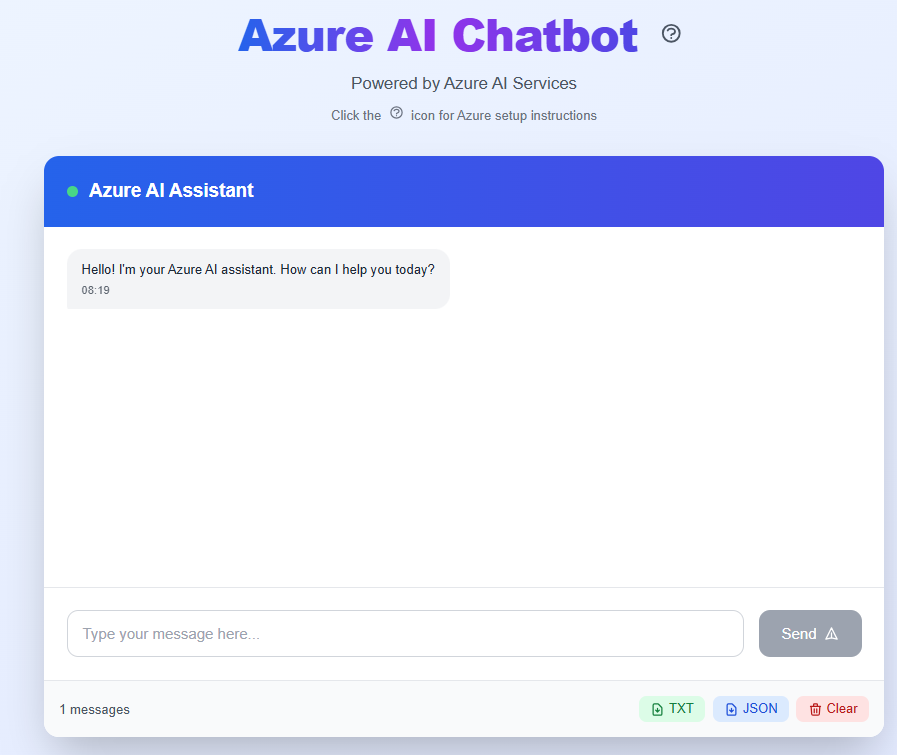 Azure AI Chatbot
Powered by Azure AI Services
Click the icon for Azure setup instructions
Azure AI Assistant
Hello! I'm your Azure AI assistant. How can I help you today?
08:19
Type your message here...
Send
1 messages
TXT
JSON
Clear